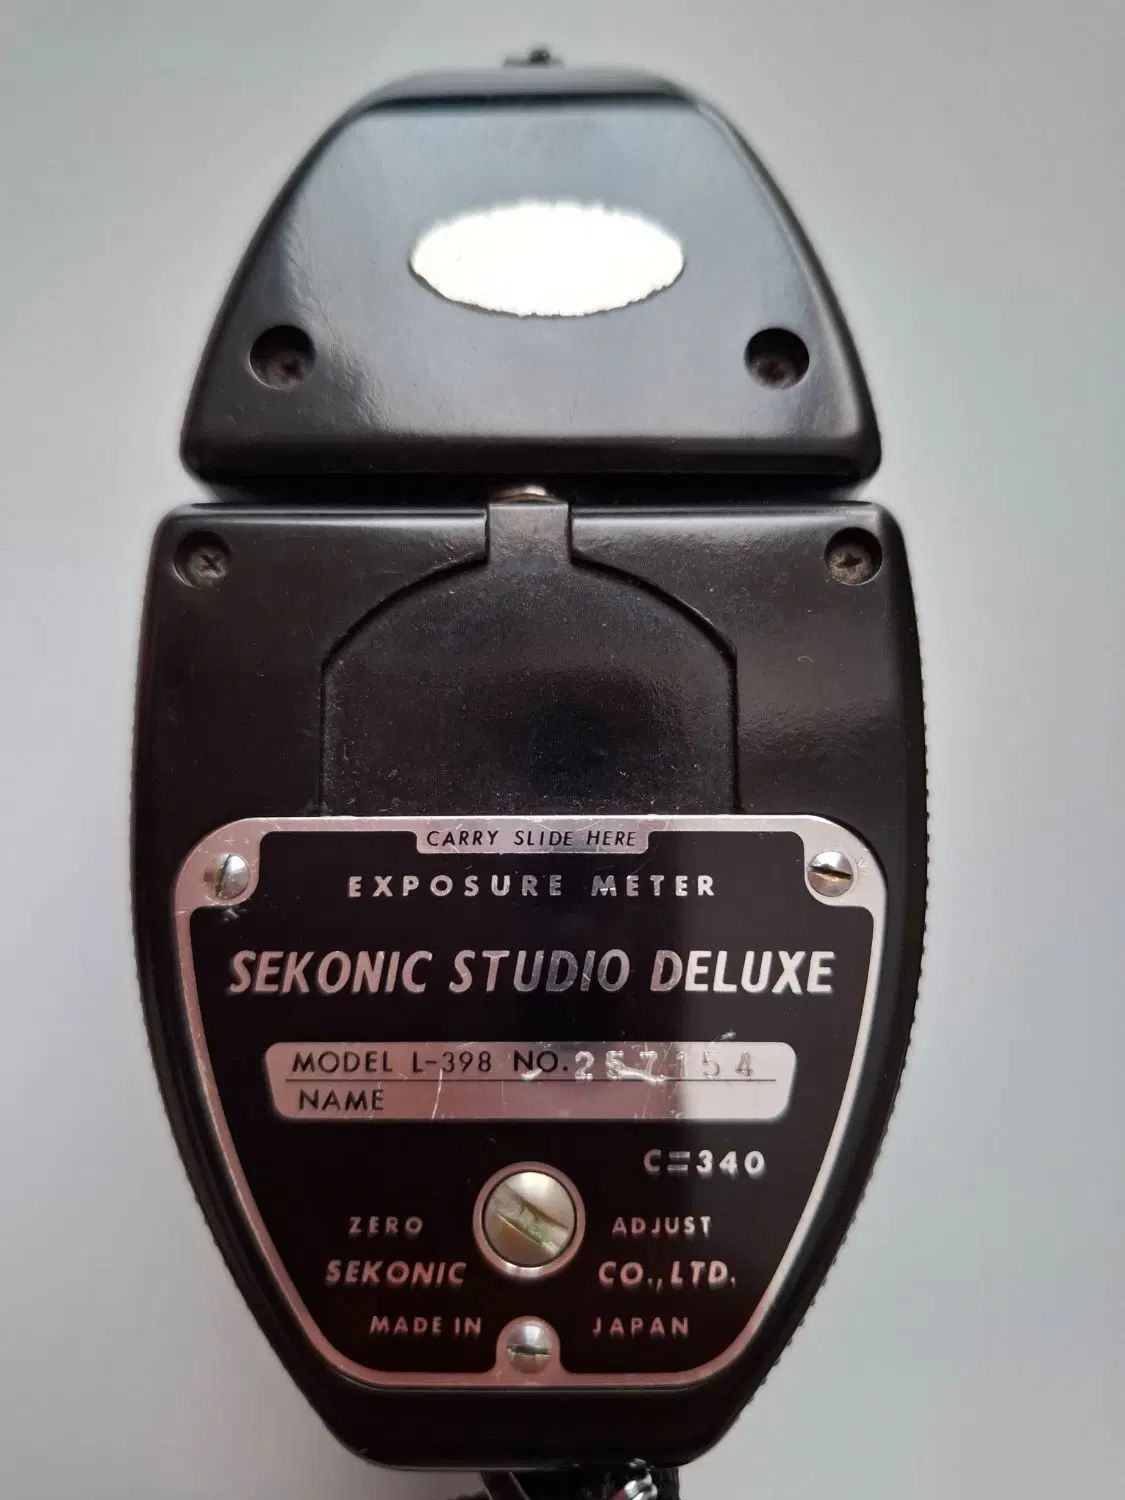 CARRY SLIDE HERE
EXPOSURE METER
SEKONIC STUDIO DELUXE
MODEL L-398 NO. 257154
NAME
C=340
ZERO ADJUST
SEKONIC CO., LTD.
MADE IN JAPAN